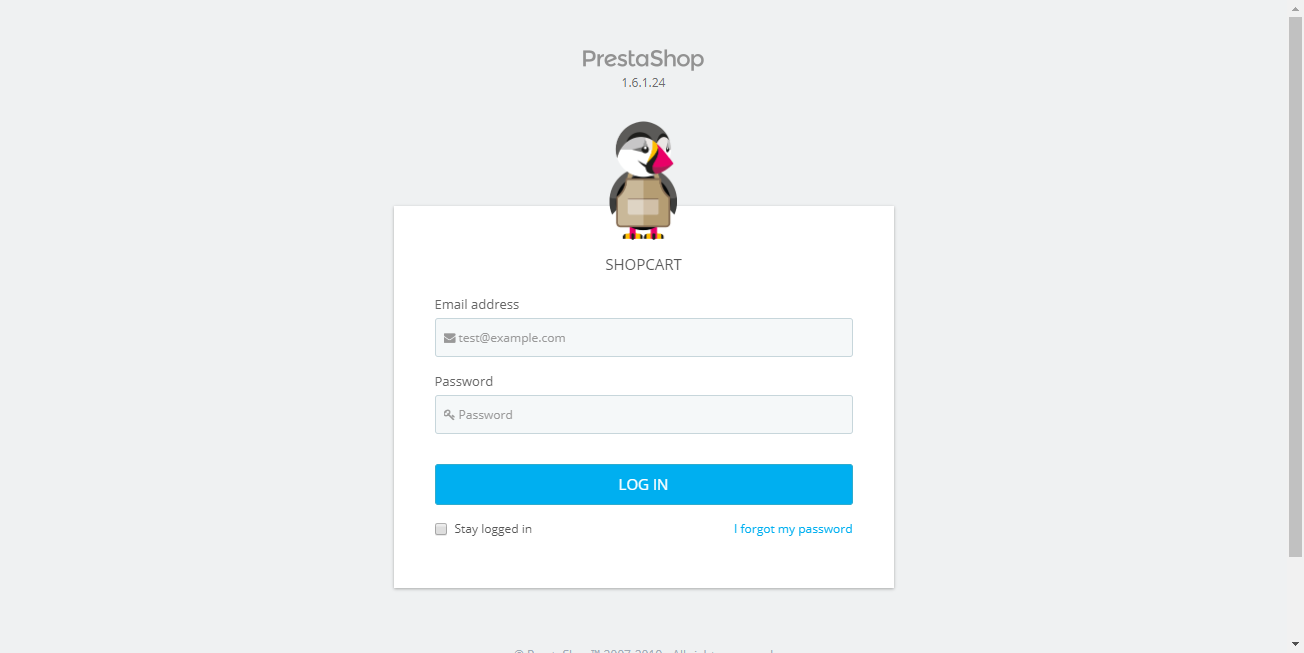 PrestaShop
1.6.1.24
SHOPCART
Email address
test@example.com
Password
Password
LOG IN
Stay logged in I forgot my password